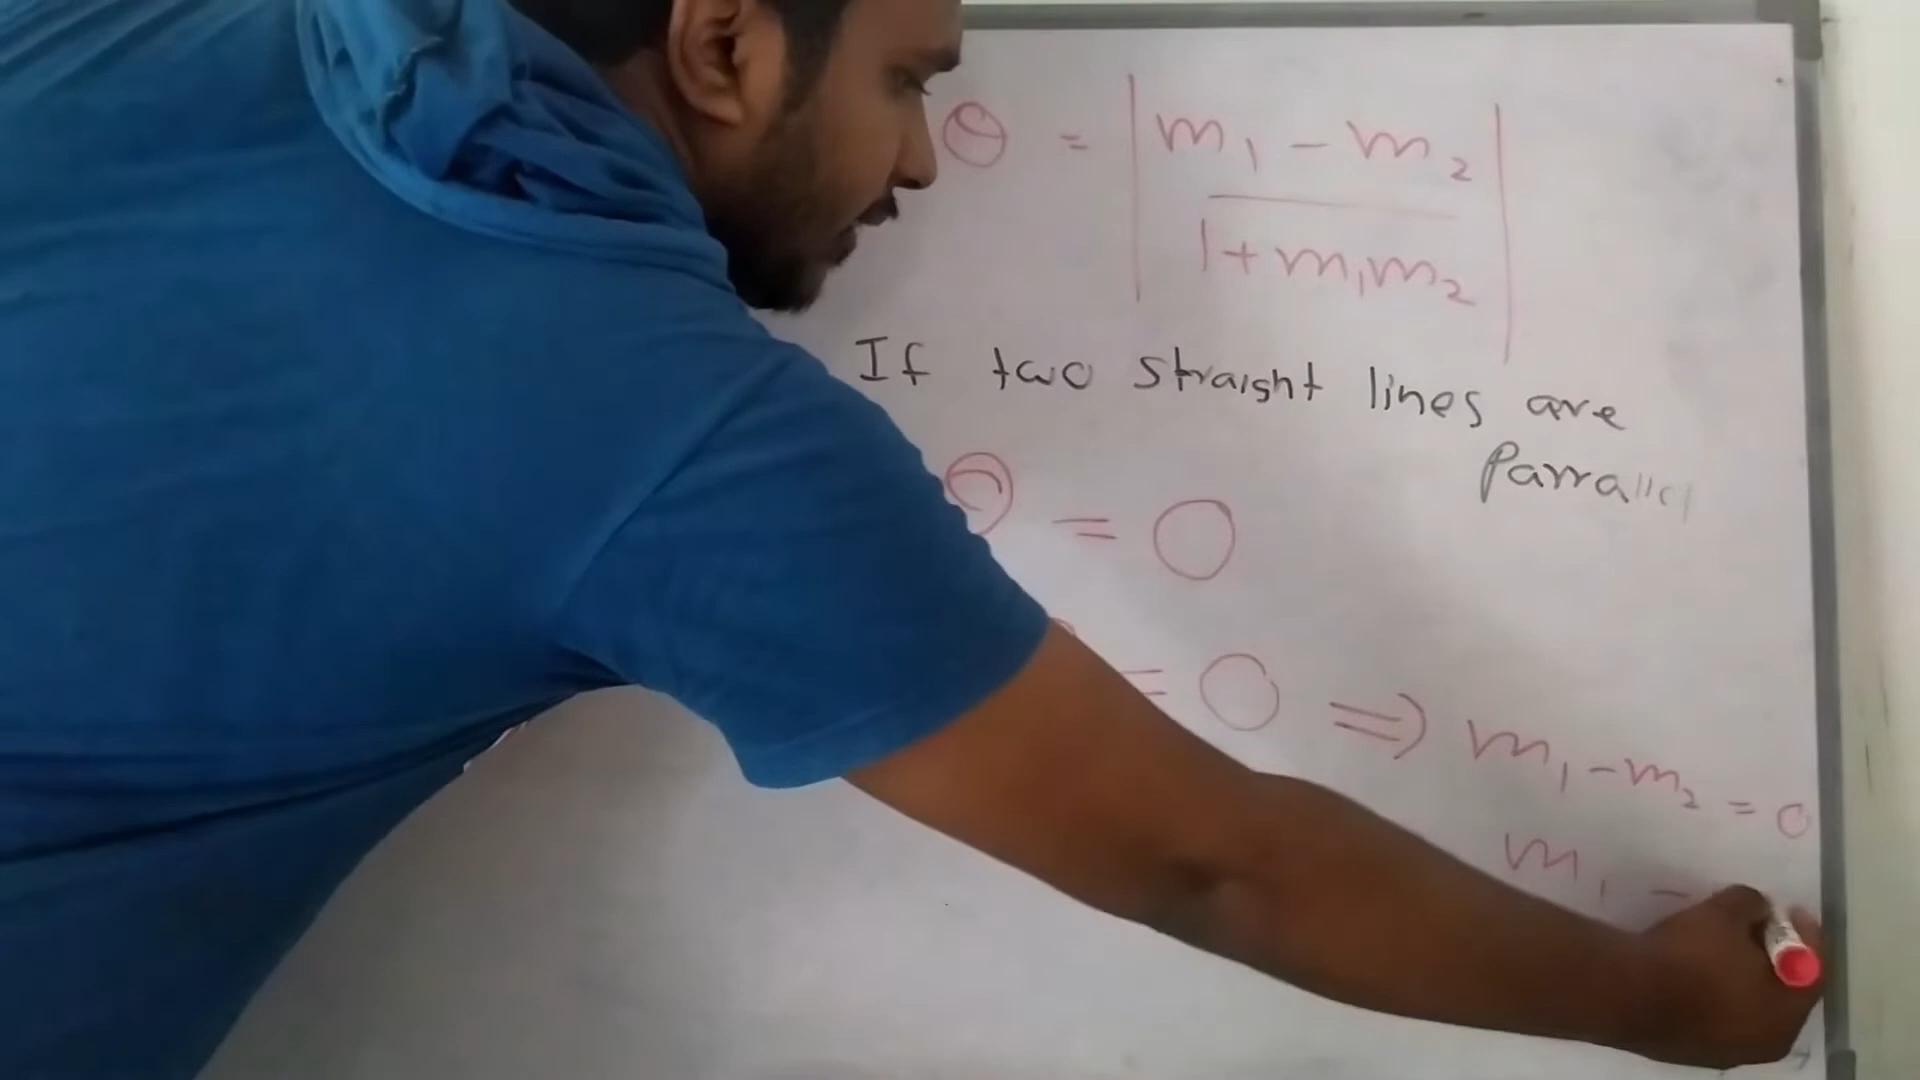 θ = | m₁ - m₂
1 + m₁m₂ |
If two straight lines are
Parrallel
θ = 0
= 0 ⇒ m₁ - m₂ = 0
m₁ -